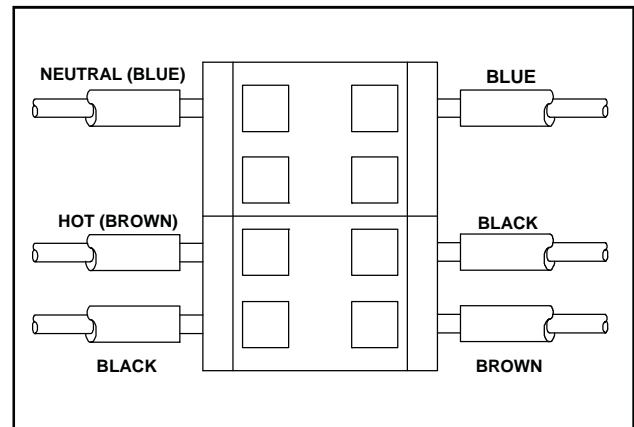 NEUTRAL (BLUE)
BLUE
HOT (BROWN)
BLACK
BLACK
BROWN